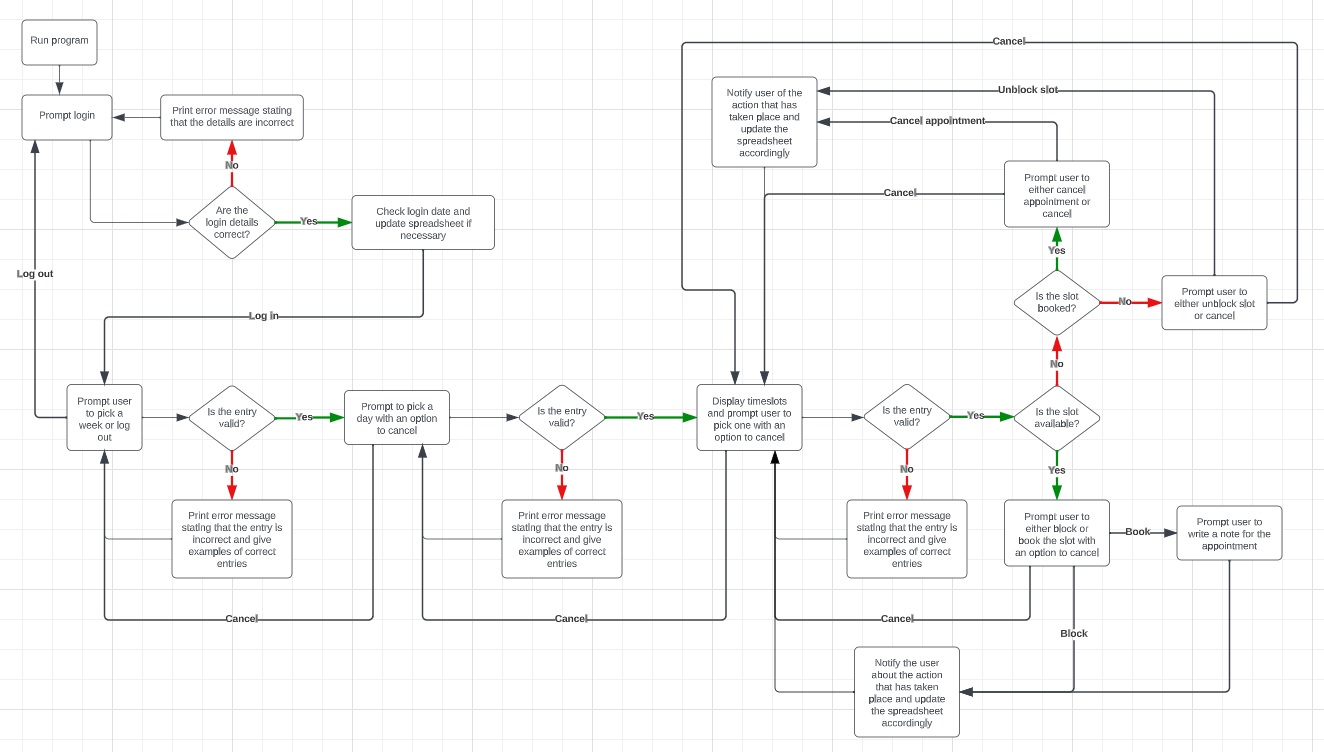 Run program
Prompt login
Print error message stating
that the details are incorrect
No
Are the
login details
correct?
Yes
Check login date and
update spreadsheet if
necessary
Log out
Log in
Prompt user
to pick a
week or log
out
Is the entry
valid?
Yes
No
Print error message
stating that the entry is
incorrect and give
examples of correct
entries
Cancel
Prompt to pick a
day with an option
to cancel
Is the entry
valid?
Yes
No
Print error message
stating that the entry is
incorrect and give
examples of correct
entries
Cancel
Display timeslots
and prompt user to
pick one with an
option to cancel
Is the entry
valid?
Yes
No
Print error message
stating that the entry is
incorrect and give
examples of correct
entries
Cancel
Is the slot
available?
No
Yes
Is the slot
booked?
No
Yes
Prompt user to
either unblock slot
or cancel
Prompt user to
either cancel
appointment or
cancel
Cancel
Unblock slot
Cancel appointment
Cancel
Notify user of the
action that has
taken place and
update the
spreadsheet
accordingly
Prompt user to
either block or
book the slot with
an option to cancel
Book
Prompt user to
write a note for the
appointment
Block
Notify the user
about the action
that has taken
place and update
the spreadsheet
accordingly